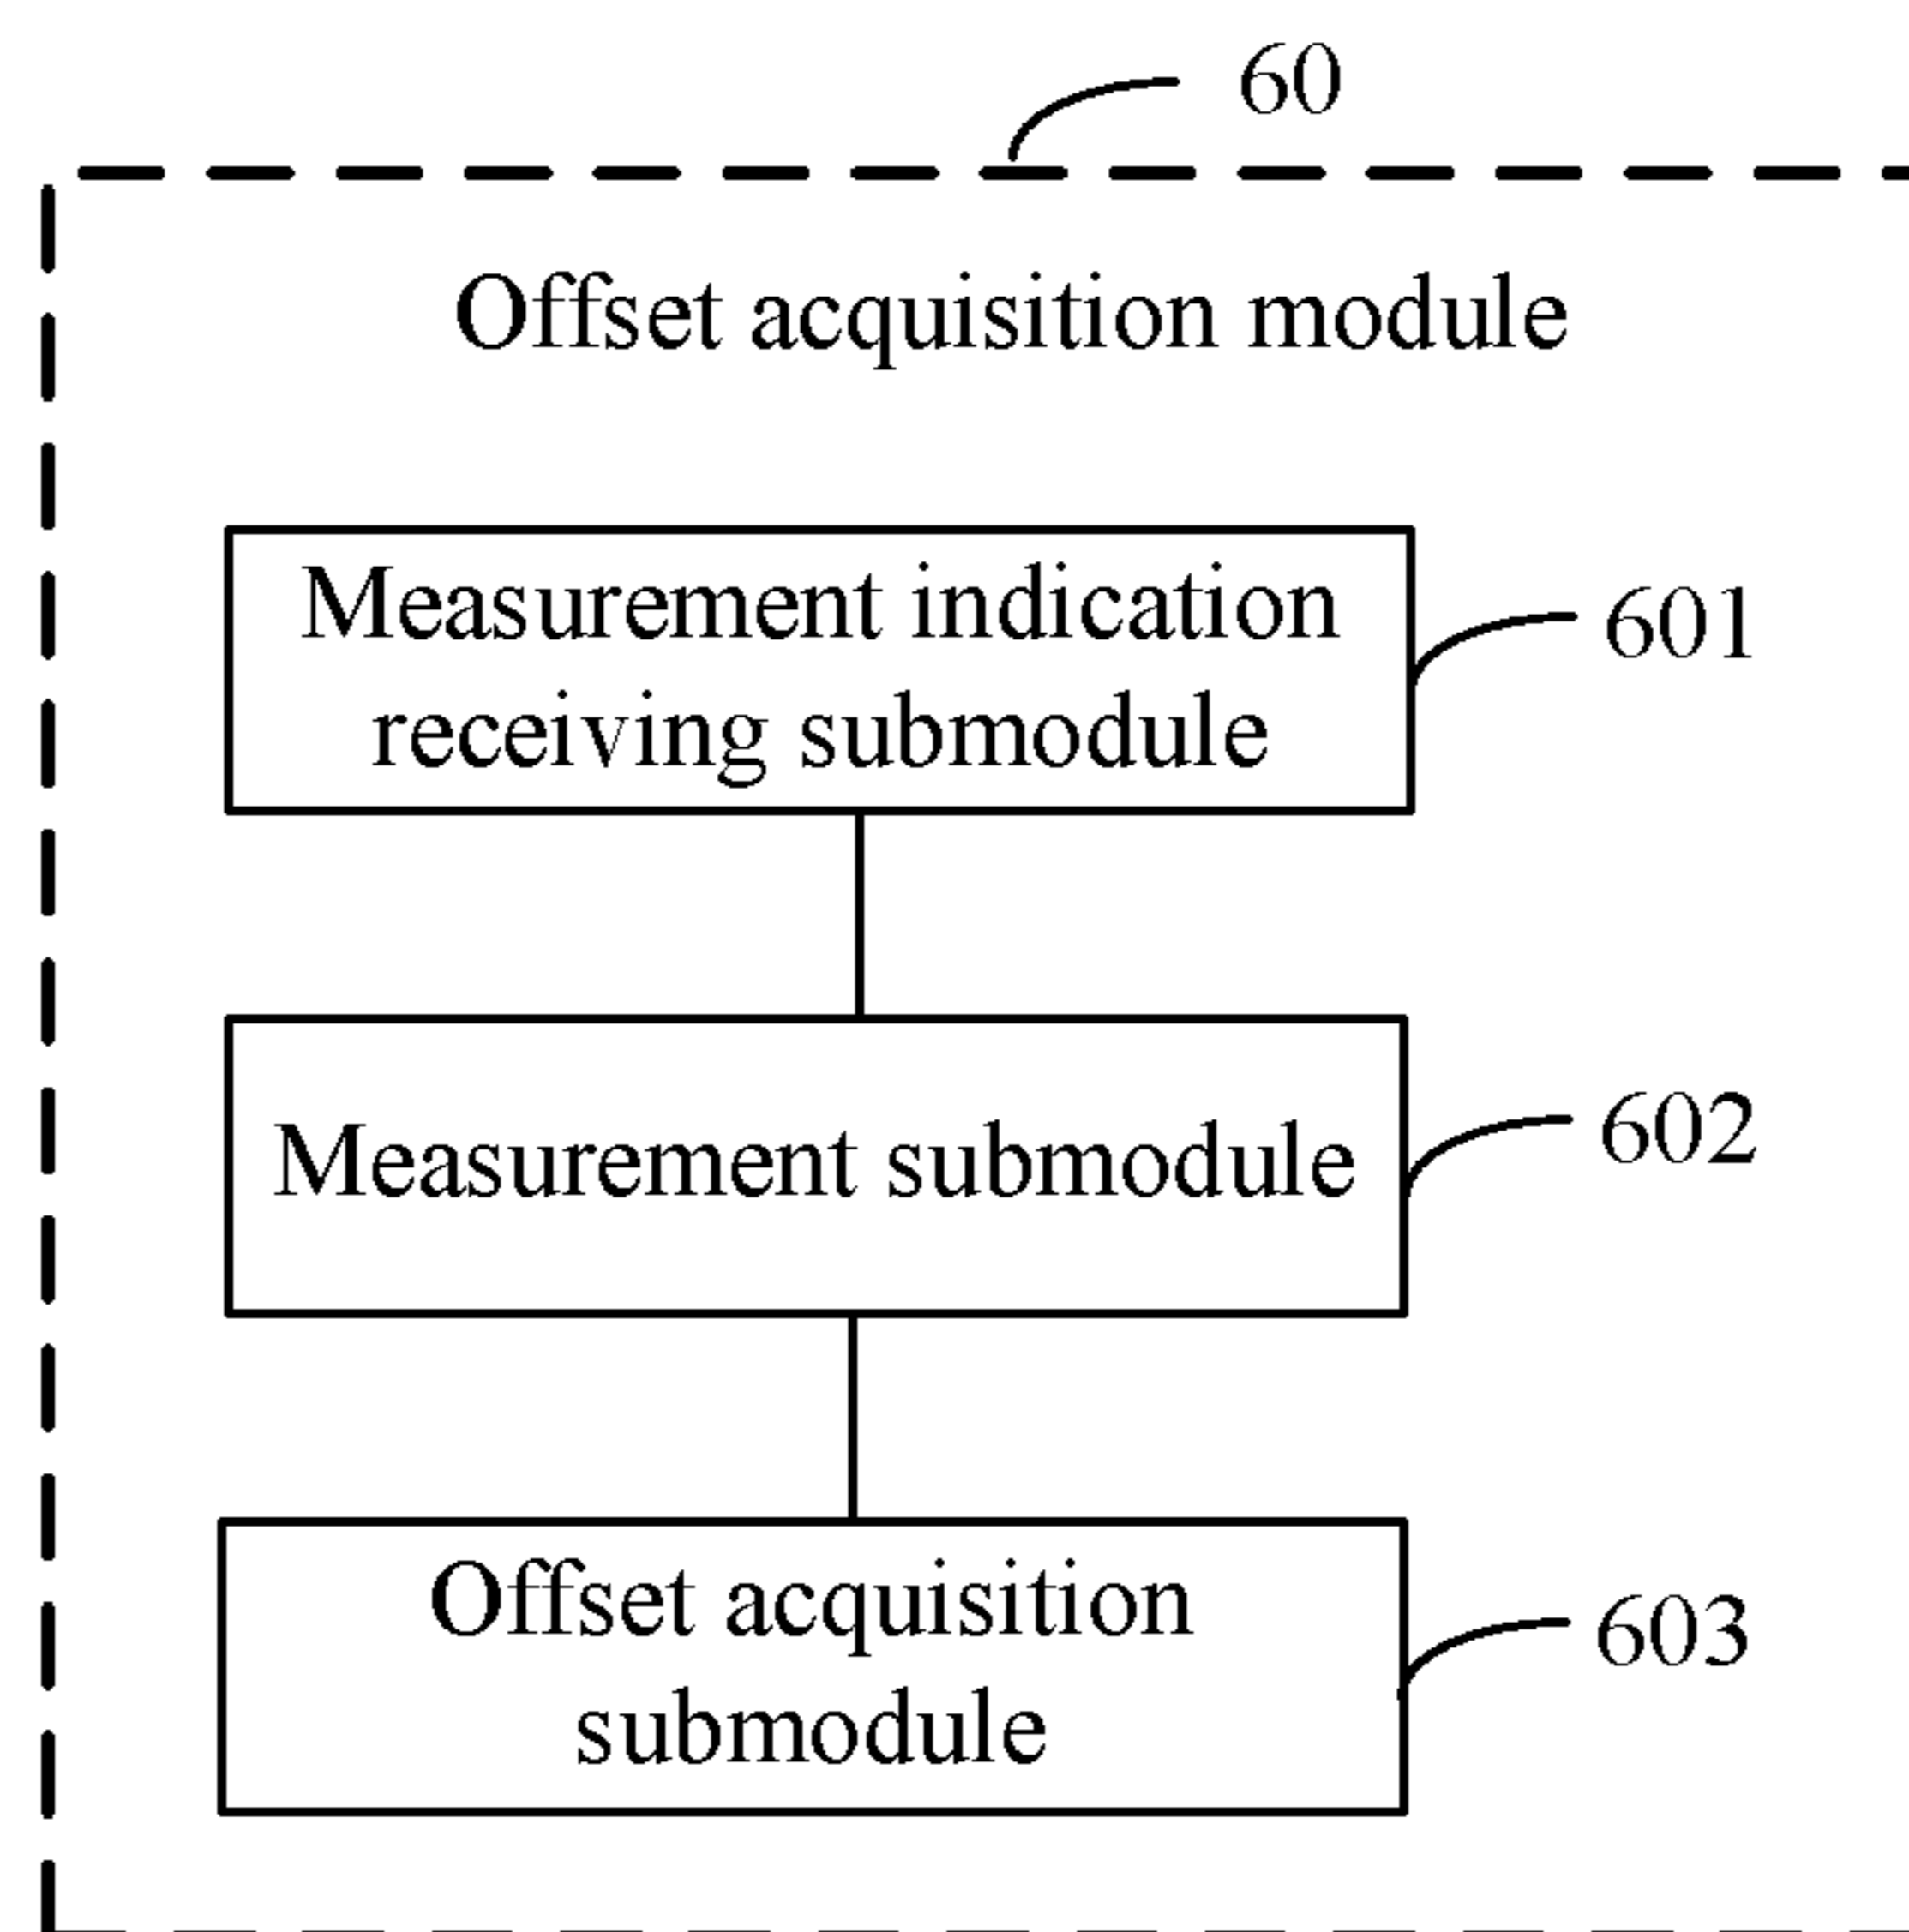 60
Offset acquisition module
Measurement indication
receiving submodule
601
Measurement submodule
602
Offset acquisition
submodule
603